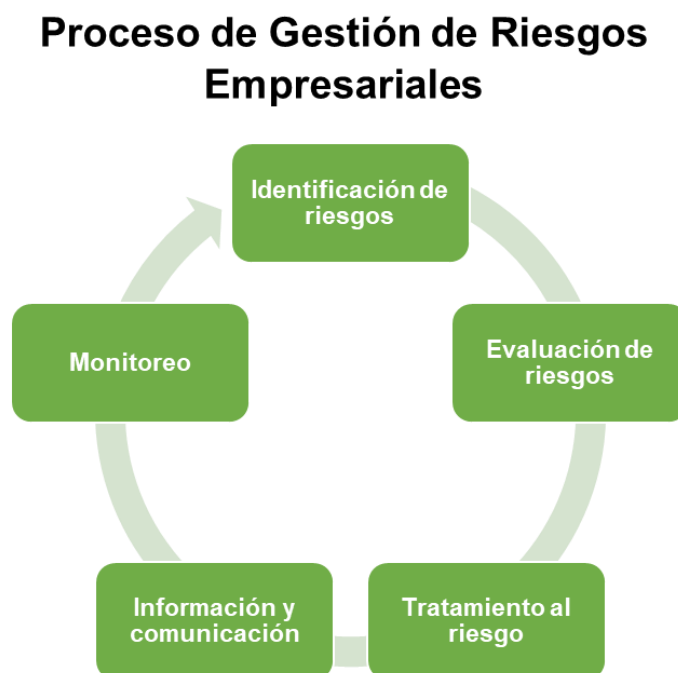 Proceso de Gestión de Riesgos
Empresariales
Identificación de
riesgos
Evaluación de
riesgos
Tratamiento al
riesgo
Información y
comunicación
Monitoreo